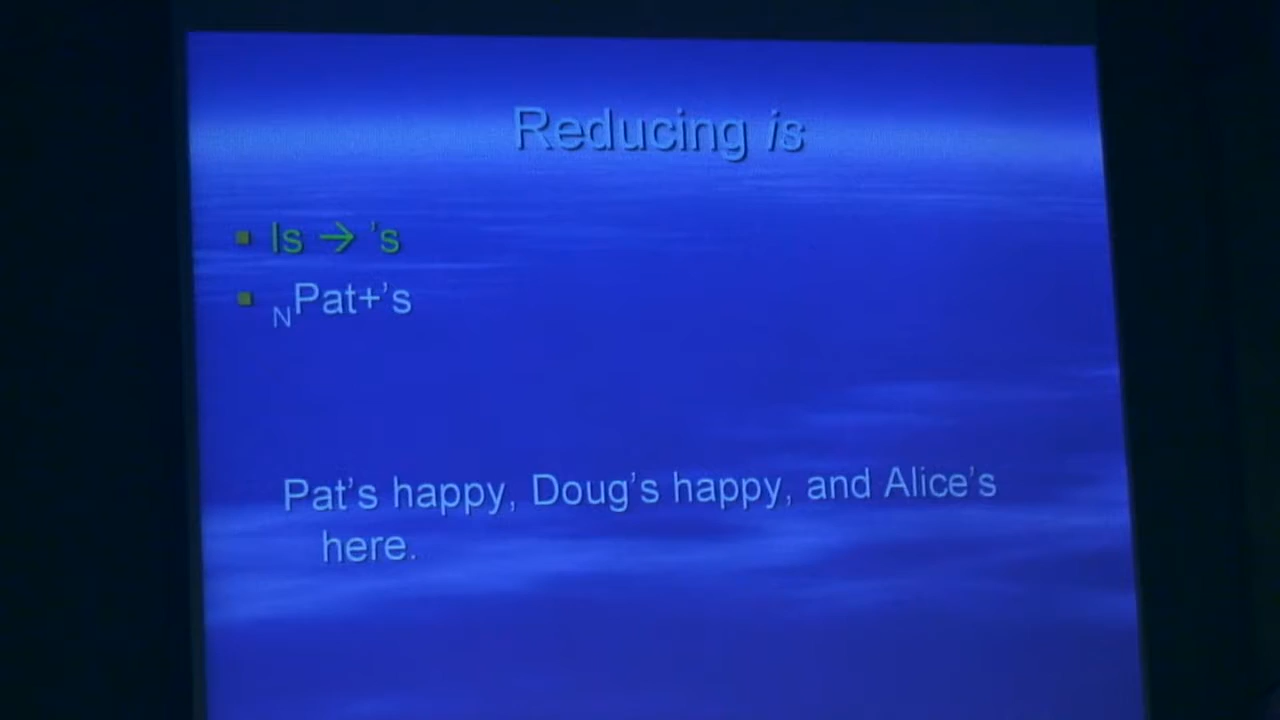 Reducing is
Is → ’s
NPat+’s
Pat’s happy, Doug’s happy, and Alice’s
here.